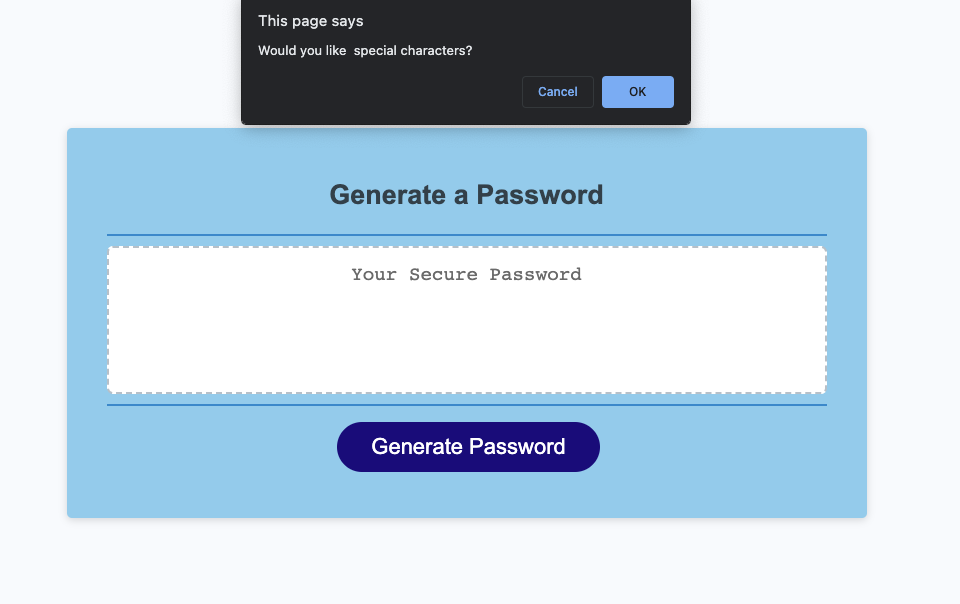 This page says
Would you like  special characters?
Cancel
OK
Generate a Password
Your Secure Password
Generate Password